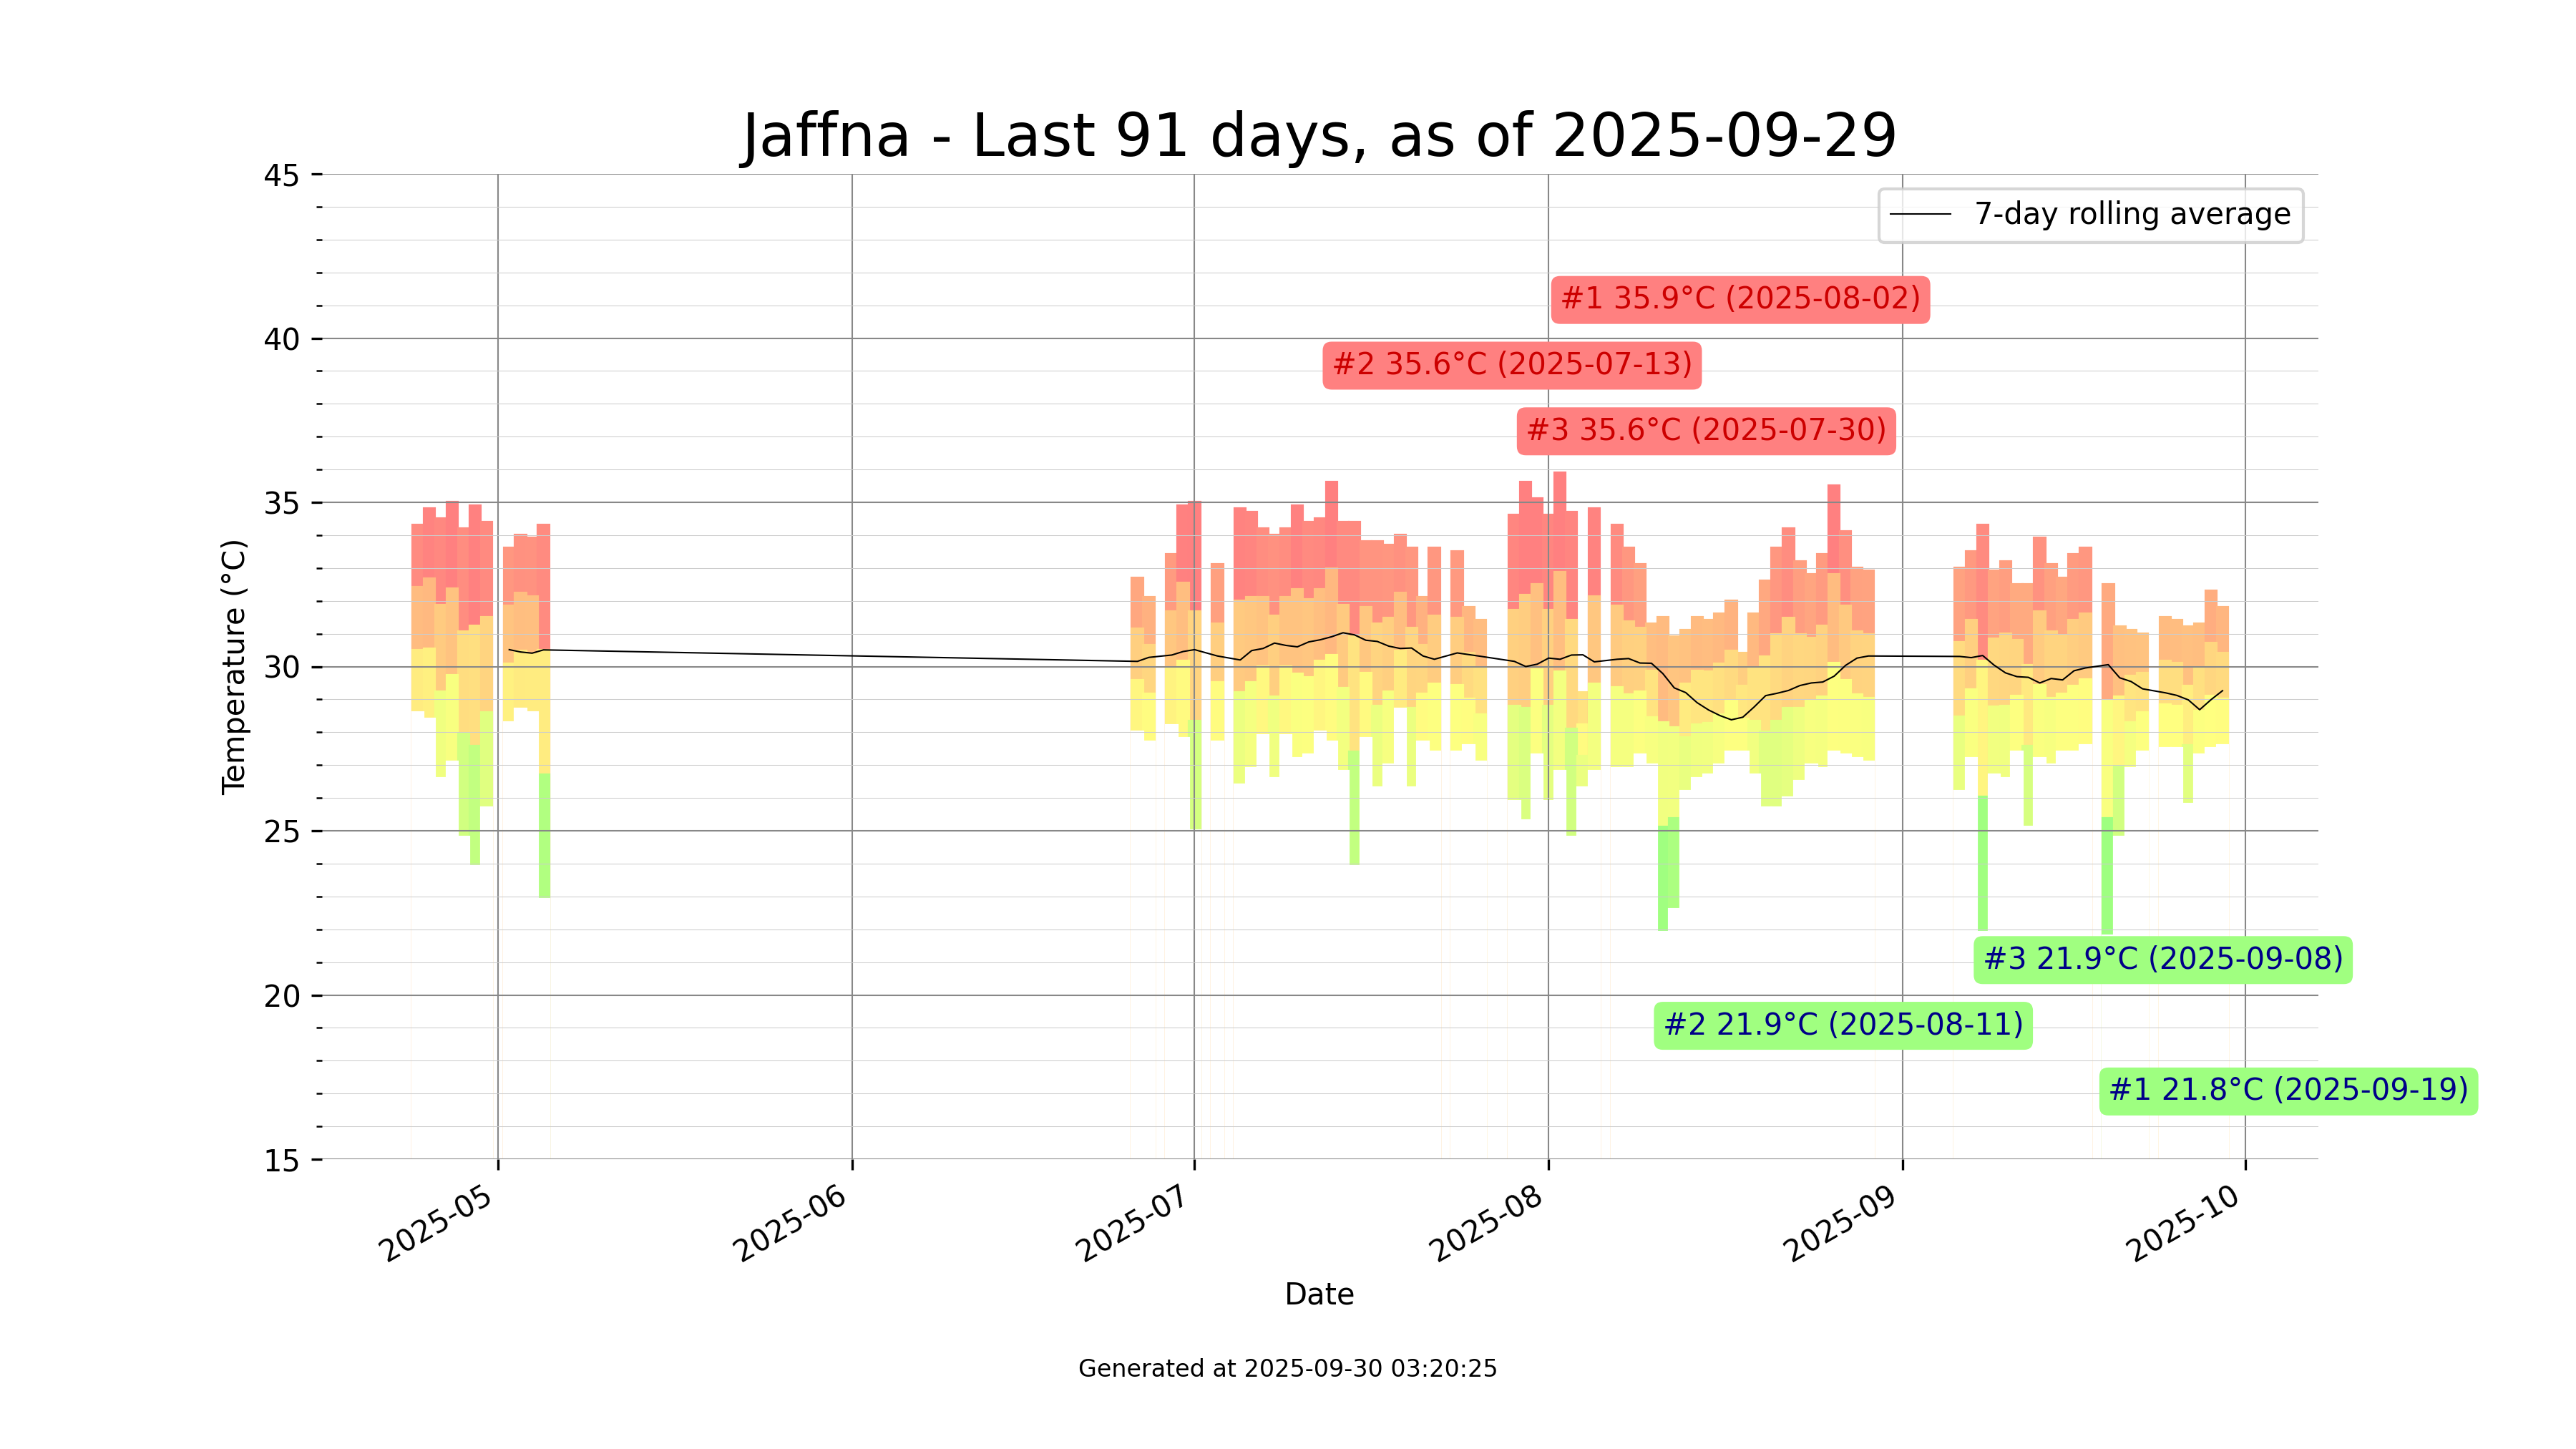 Jaffna - Last 91 days, as of 2025-09-29
45
40
35
30
25
20
15
Temperature (°C)
7-day rolling average
#1 35.9°C (2025-08-02)
#2 35.6°C (2025-07-13)
#3 35.6°C (2025-07-30)
#3 21.9°C (2025-09-08)
#2 21.9°C (2025-08-11)
#1 21.8°C (2025-09-19)
2025-05
2025-06
2025-07
2025-08
2025-09
2025-10
Date
Generated at 2025-09-30 03:20:25